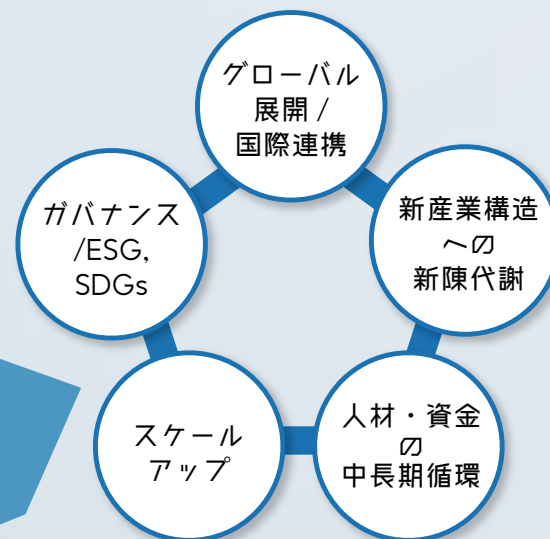 グローバル
展開 /
国際連携
ガバナンス
/ESG,
SDGs
新産業構造
への
新陳代謝
スケール
アップ
人材・資金
の
中長期循環